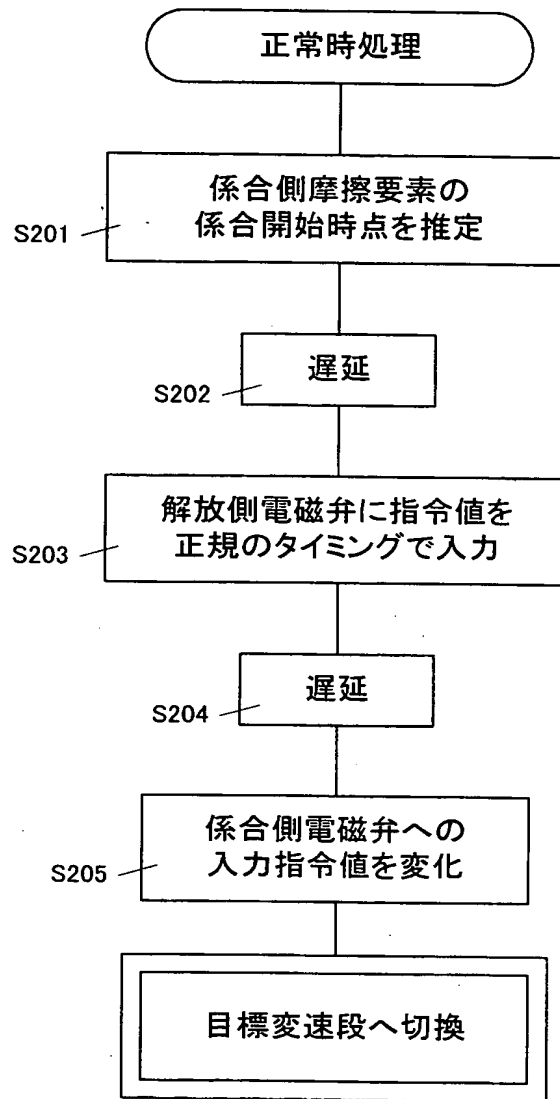 正常時処理
係合側摩擦要素の
係合開始時点を推定
S201
遅延
S202
解放側電磁弁に指令値を
正規のタイミングで入力
S203
遅延
S204
係合側電磁弁への
入力指令値を変化
S205
目標変速段へ切換